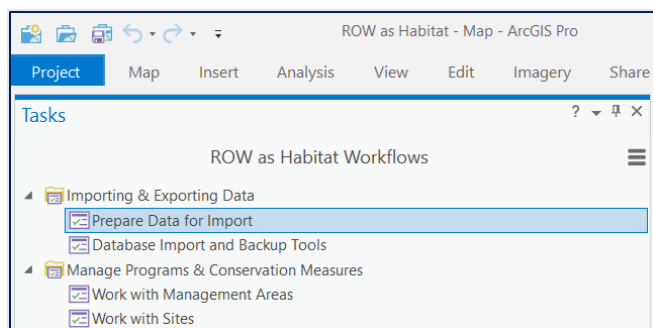 ROW as Habitat - Map - ArcGIS Pro
Project Map Insert Analysis View Edit Imagery Share
Tasks ?
ROW as Habitat Workflows
Importing & Exporting Data
Prepare Data for Import
Database Import and Backup Tools
Manage Programs & Conservation Measures
Work with Management Areas
Work with Sites